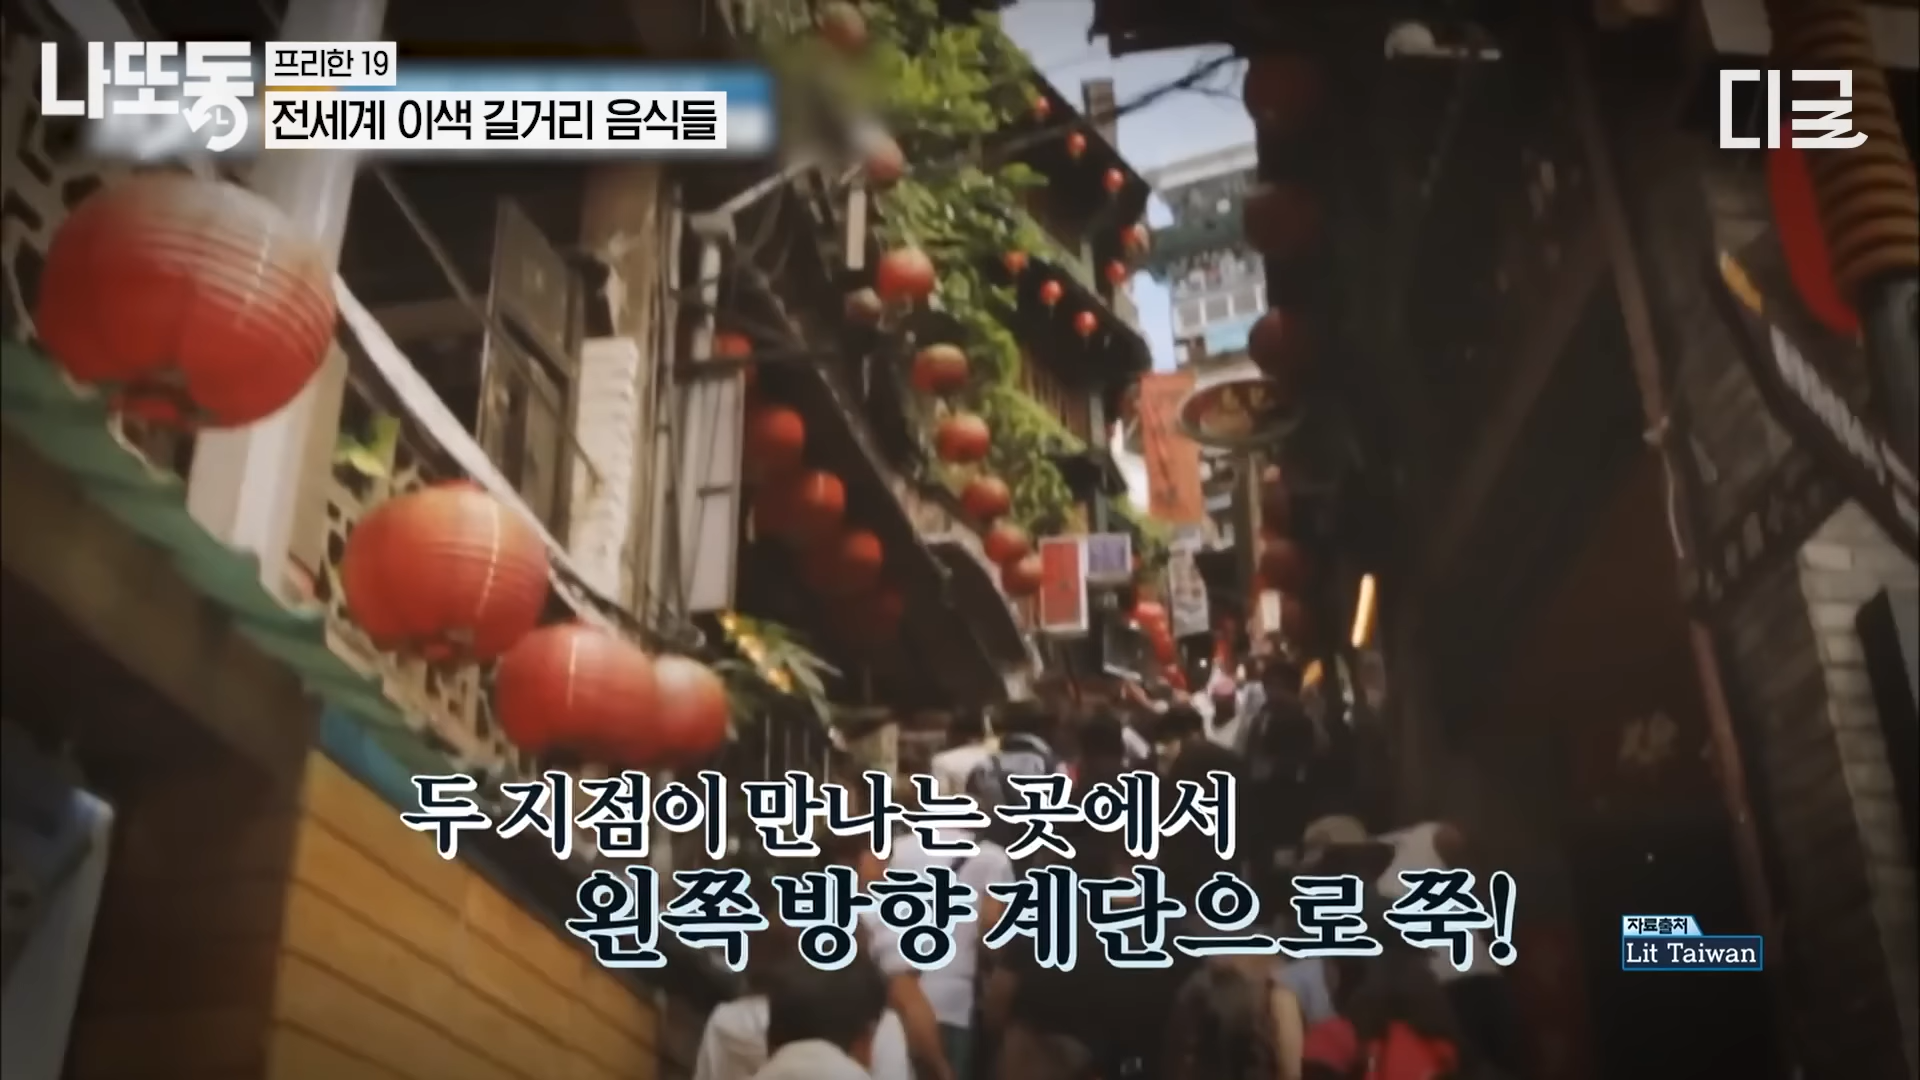 나또동
프리한 19
전세계 이색 길거리 음식들
디글
두 지점이 만나는 곳에서
왼쪽 방향 계단으로 쭉!
자료출처
Lit Taiwan